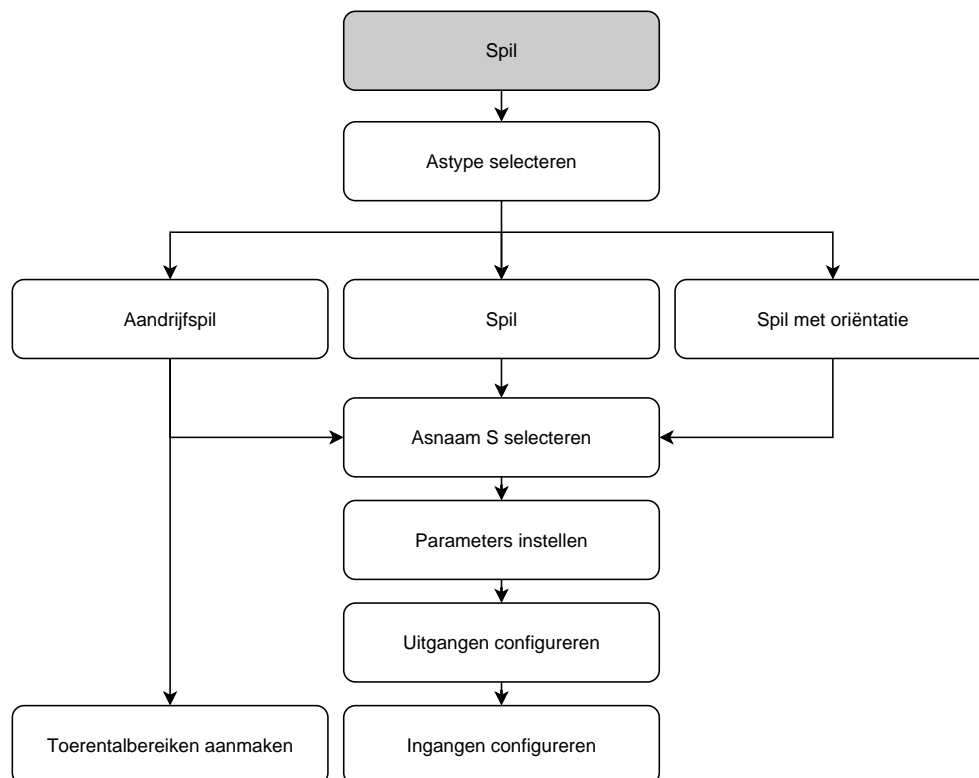 Spil
Astype selecteren
Aandrijfspil
Spil
Spil met oriëntatie
Asnaam S selecteren
Parameters instellen
Uitgangen configureren
Toerentalbereiken aanmaken
Ingangen configureren